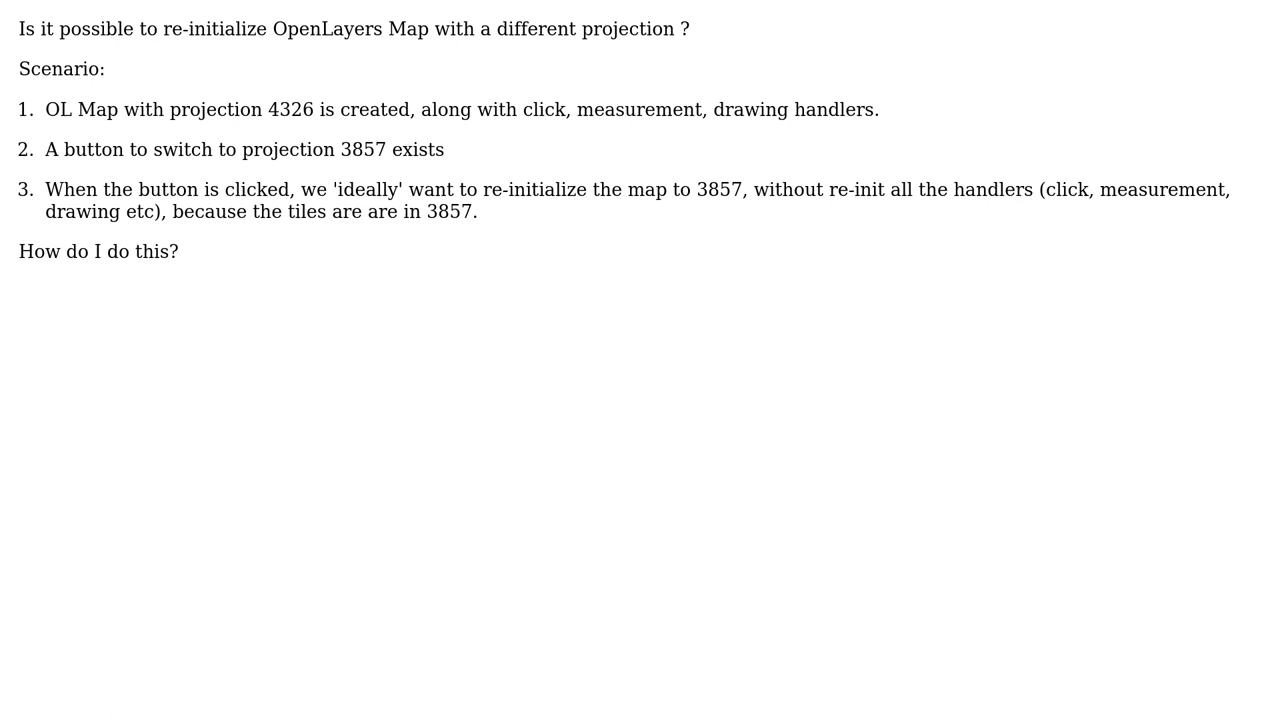 Is it possible to re-initialize OpenLayers Map with a different projection ?
Scenario:
1. OL Map with projection 4326 is created, along with click, measurement, drawing handlers.
2. A button to switch to projection 3857 exists
3. When the button is clicked, we 'ideally' want to re-initialize the map to 3857, without re-init all the handlers (click, measurement,
drawing etc), because the tiles are are in 3857.
How do I do this?